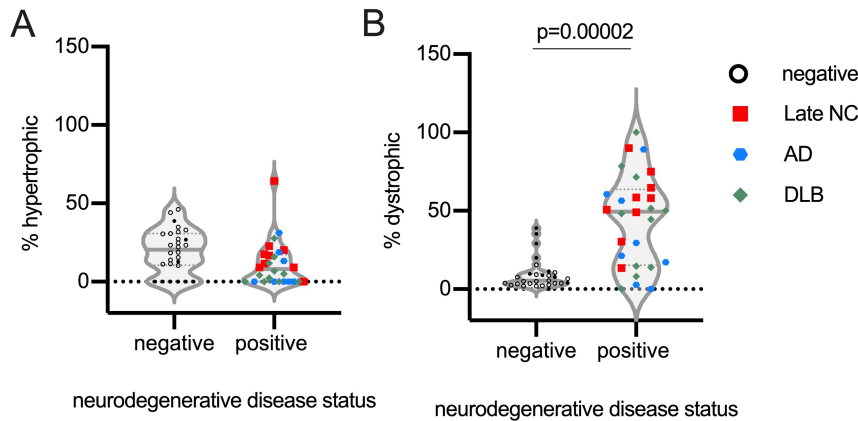 A
150
100
50
0
% hypertrophic
negative positive
neurodegenerative disease status
B
p=0.00002
150
100
50
0
% dystrophic
negative positive
neurodegenerative disease status
negative
Late NC
AD
DLB